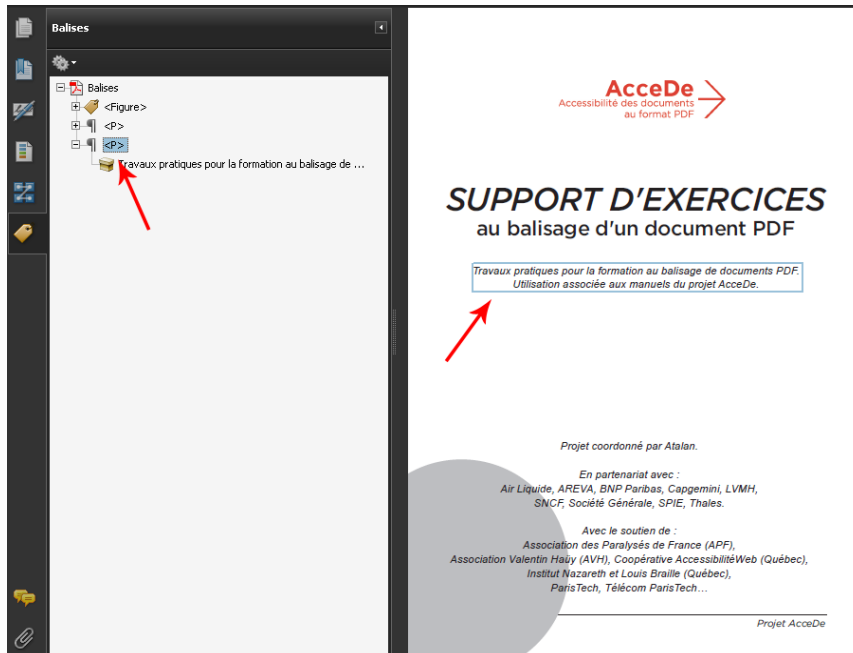 Balises
Balises
<Figure>
<P>
<P>
Travaux pratiques pour la formation au balisage de ...
AcceDe
Accessibilité des documents
au format PDF
SUPPORT D'EXERCICES
au balisage d'un document PDF
Travaux pratiques pour la formation au balisage de documents PDF.
Utilisation associée aux manuels du projet AcceDe.
Projet coordonné par Atalan.
En partenariat avec :
Air Liquide, AREVA, BNP Paribas, Capgemini, LVMH,
SNCF, Société Générale, SPIE, Thales.
Avec le soutien de :
Association des Paralysés de France (APF),
Association Valentin Haüy (AVH), Coopérative AccessibilitéWeb (Québec),
Institut Nazareth et Louis Braille (Québec),
ParisTech, Télécom ParisTech...
Projet AcceDe